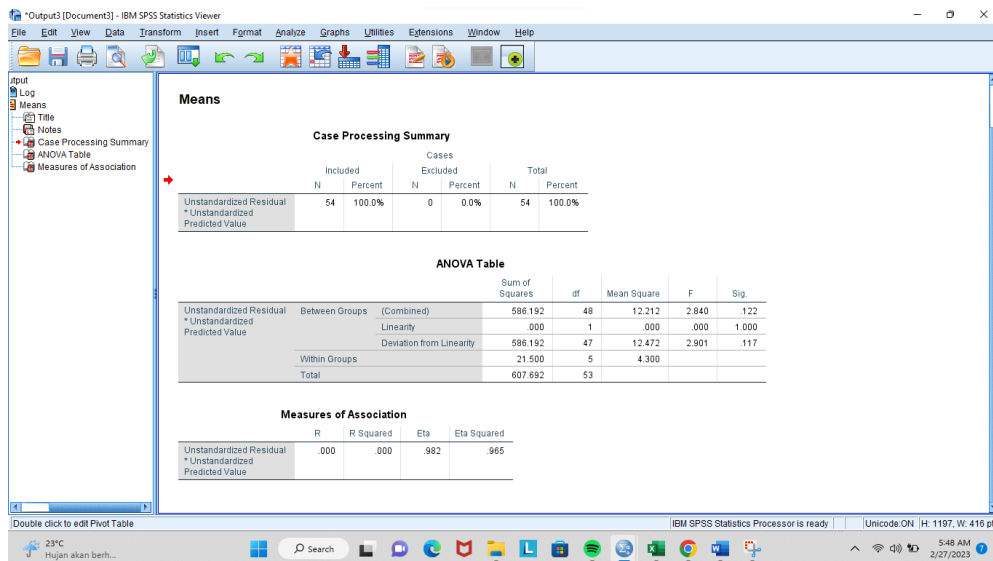 *Output3 [Document3] - IBM SPSS Statistics Viewer
File Edit View Data Transform Insert Format Analyze Graphs Utilities Extensions Window Help
Log
Means
Title
Notes
Case Processing Summary
ANOVA Table
Measures of Association
Means
Case Processing Summary
Cases
Included Excluded Total
N Percent N Percent N Percent
Unstandardized Residual 54 100.0% 0 0.0% 54 100.0%
* Unstandardized
Predicted Value
ANOVA Table
Sum of
Squares df Mean Square F Sig.
Unstandardized Residual Between Groups (Combined) 586.192 48 12.212 2.840 .122
* Unstandardized
Predicted Value
Linearity .000 1 .000 .000 1.000
Deviation from Linearity 586.192 47 12.472 2.901 .117
Within Groups 21.500 5 4.300
Total 607.692 53
Measures of Association
R R Squared Eta Eta Squared
Unstandardized Residual .000 .000 .982 .965
* Unstandardized
Predicted Value
Double click to edit Pivot Table IBM SPSS Statistics Processor is ready Unicode:ON H: 1197, W: 416 pt
23°C
Hujan akan berh...
Search
5:48 AM
2/27/2023
7